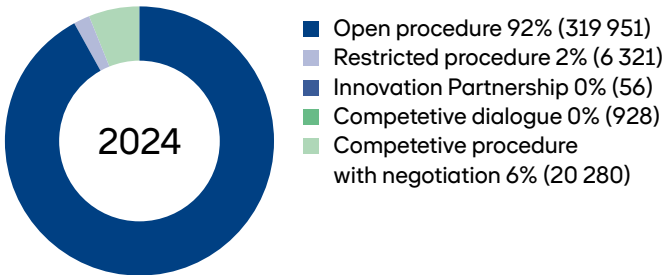 2024
Open procedure 92% (319 951)
Restricted procedure 2% (6 321)
Innovation Partnership 0% (56)
Competetive dialogue 0% (928)
Competetive procedure
with negotiation 6% (20 280)